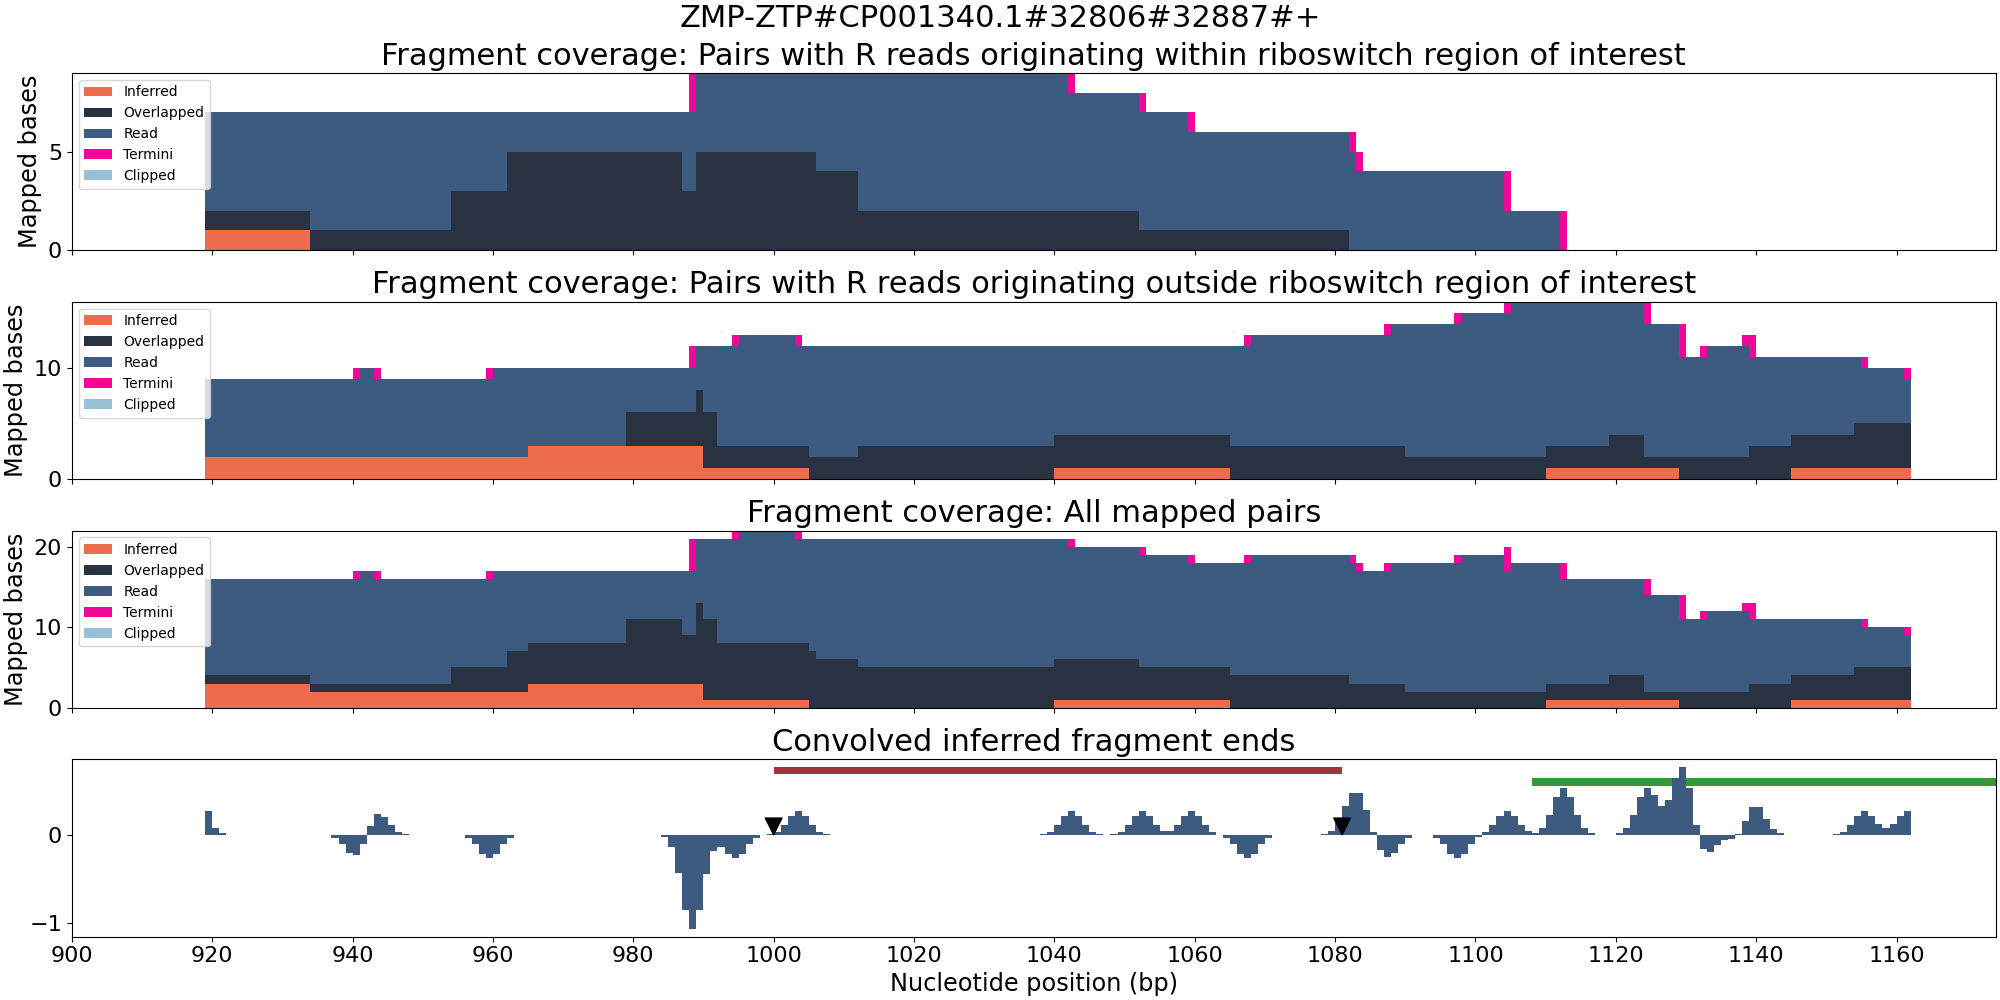 ZMP-ZTP#CP001340.1#32806#32887#+
Fragment coverage: Pairs with R reads originating within riboswitch region of interest
Mapped bases
5
0
Inferred
Overlapped
Read
Termini
Clipped
Fragment coverage: Pairs with R reads originating outside riboswitch region of interest
Mapped bases
10
0
Inferred
Overlapped
Read
Termini
Clipped
Fragment coverage: All mapped pairs
Mapped bases
20
10
0
Inferred
Overlapped
Read
Termini
Clipped
Convolved inferred fragment ends
0
−1
900 920 940 960 980 1000 1020 1040 1060 1080 1100 1120 1140 1160
Nucleotide position (bp)